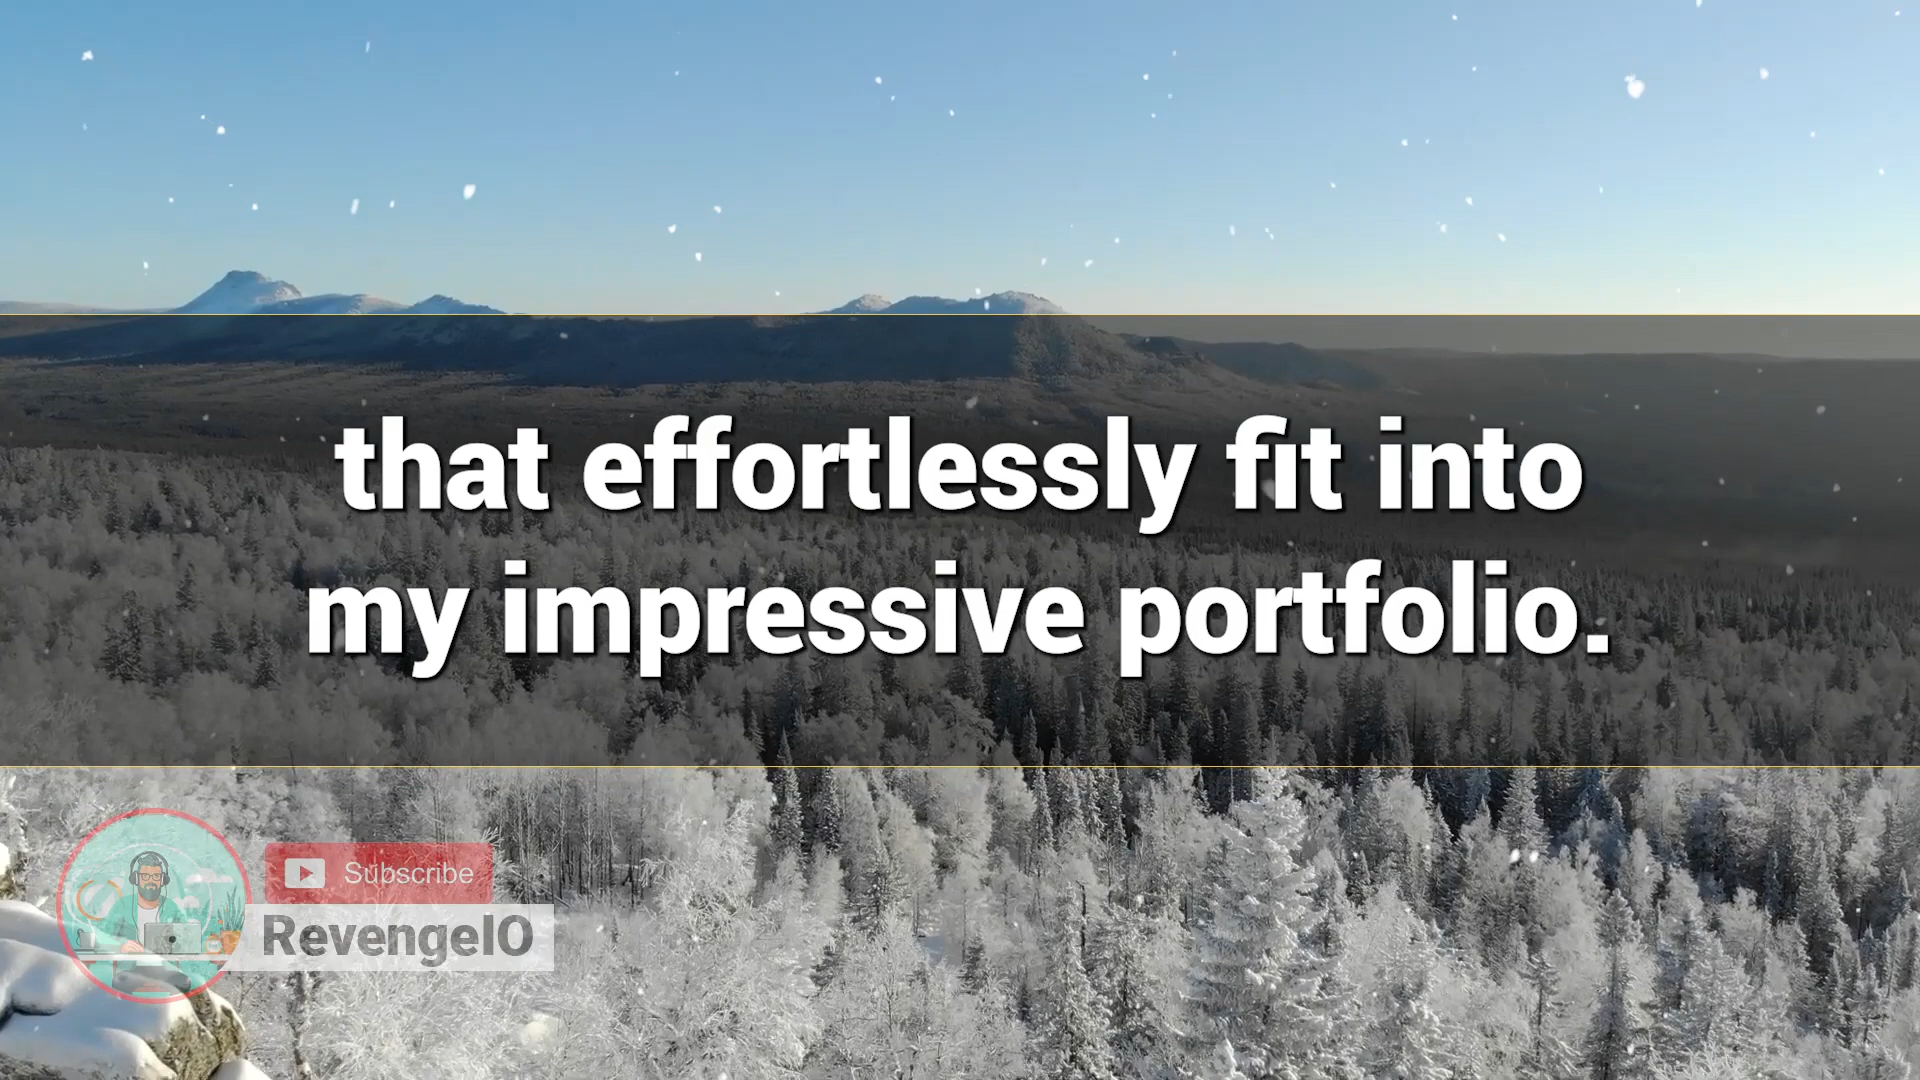 that effortlessly fit into
my impressive portfolio.
Subscribe
RevengeIO